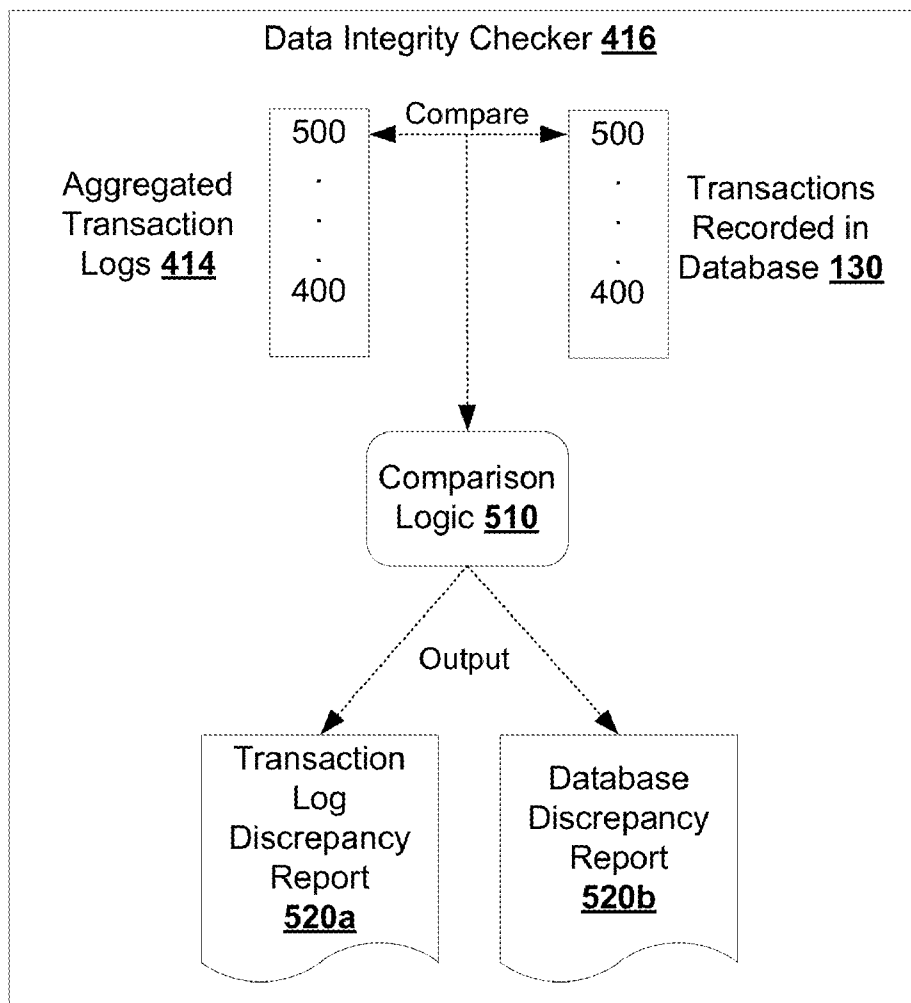 Data Integrity Checker 416
Compare
500
.
.
.
400
500
.
.
.
400
Aggregated
Transaction
Logs 414
Transactions
Recorded in
Database 130
Comparison
Logic 510
Output
Transaction
Log
Discrepancy
Report
520a
Database
Discrepancy
Report
520b